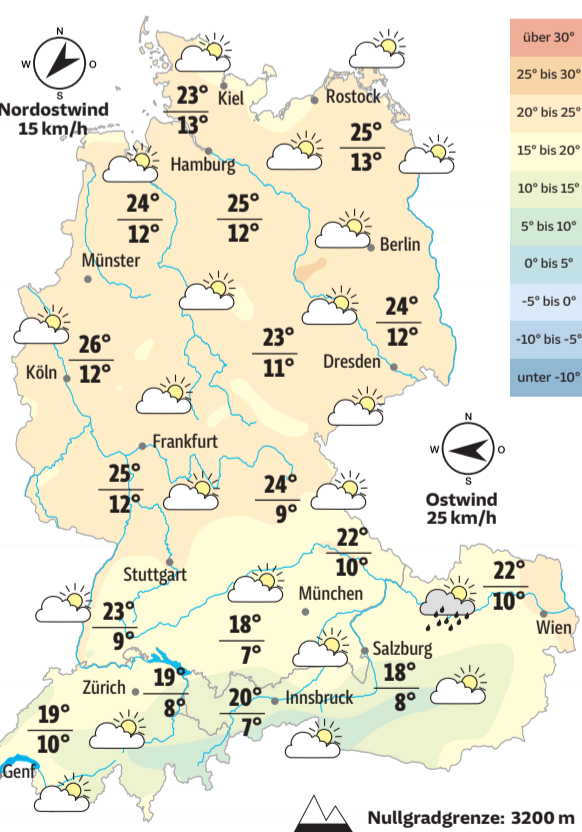 N
W O
S
Nordostwind
15 km/h
23°
13°
Kiel
Rostock
25°
13°
Hamburg
24°
12°
25°
12°
Berlin
Münster
24°
12°
26°
12°
Köln
23°
11°
Dresden
Frankfurt
25°
12°
24°
9°
N
W O
S
Ostwind
25 km/h
22°
10°
Stuttgart
München
22°
10°
Wien
23°
9°
18°
7°
Salzburg
18°
8°
Zürich
19°
8°
20°
7°
Innsbruck
19°
10°
Genf
über 30°
25° bis 30°
20° bis 25°
15° bis 20°
10° bis 15°
5° bis 10°
0° bis 5°
-5° bis 0°
-10° bis -5°
unter -10°
Nullgradgrenze: 3200 m